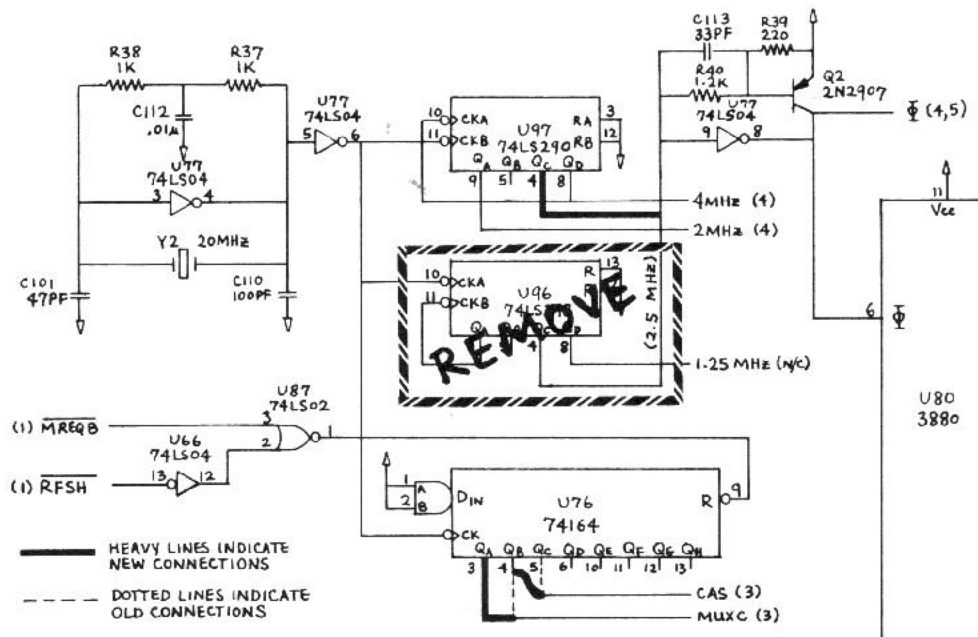 C113
33PF
R39
220
R38
1K
R37
1K
R40
1.2K
Q2
2N2907
C112
.01µ
U77
74LS04
5 6
10 CKA
11 CKB
U97
74LS290
RA 3
RB 12
QA QB QC QD
9 5 4 8
U77
74LS04
9 8
Φ (4,5)
U77
74LS04
3 4
4MHz (4)
2MHz (4)
11
Vcc
Y2 20MHz
C101
47PF
C110
100PF
10 CKA
11 CKB
U96
R 13
REMOVE
4 8
(2.5 MHz)
1.25 MHz (N/C)
6 Φ
U80
3880
U87
74LS02
(1) MREQB
3
2
1
U66
74LS04
(1) RFSH
13 12
1 A
2 B
DIN
U76
74164
R 9
CK
QA QB QC QD QE QF QG QH
3 4 5 6 10 11 12 13
HEAVY LINES INDICATE
NEW CONNECTIONS
CAS (3)
DOTTED LINES INDICATE
OLD CONNECTIONS
MUXC (3)